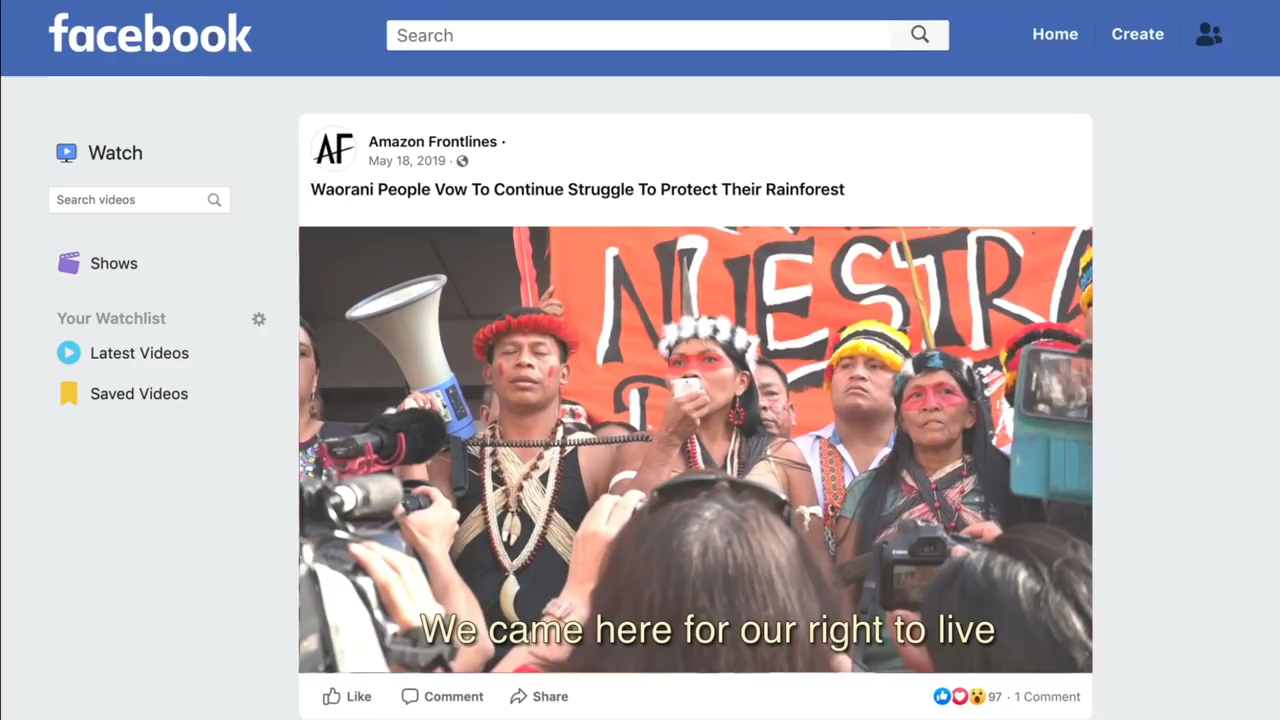 facebook
Search
Home
Create
Watch
Search videos
Shows
Your Watchlist
Latest Videos
Saved Videos
AF
Amazon Frontlines ·
May 18, 2019 ·
Waorani People Vow To Continue Struggle To Protect Their Rainforest
NUESTRA
Canon
We came here for our right to live
Like
Comment
Share
97 · 1 Comment